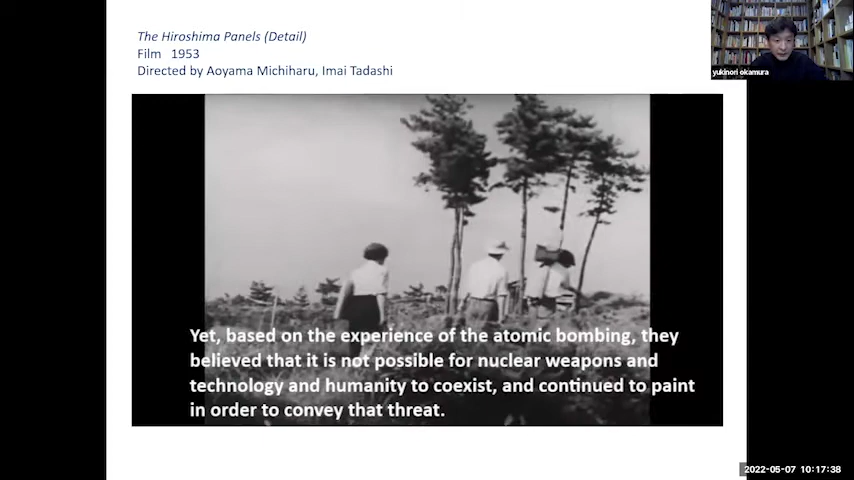 The Hiroshima Panels (Detail)
Film 1953
Directed by Aoyama Michiharu, Imai Tadashi
yukinori okamura
Yet, based on the experience of the atomic bombing, they
believed that it is not possible for nuclear weapons and
technology and humanity to coexist, and continued to paint
in order to convey that threat.
2022-05-07 10:17:38